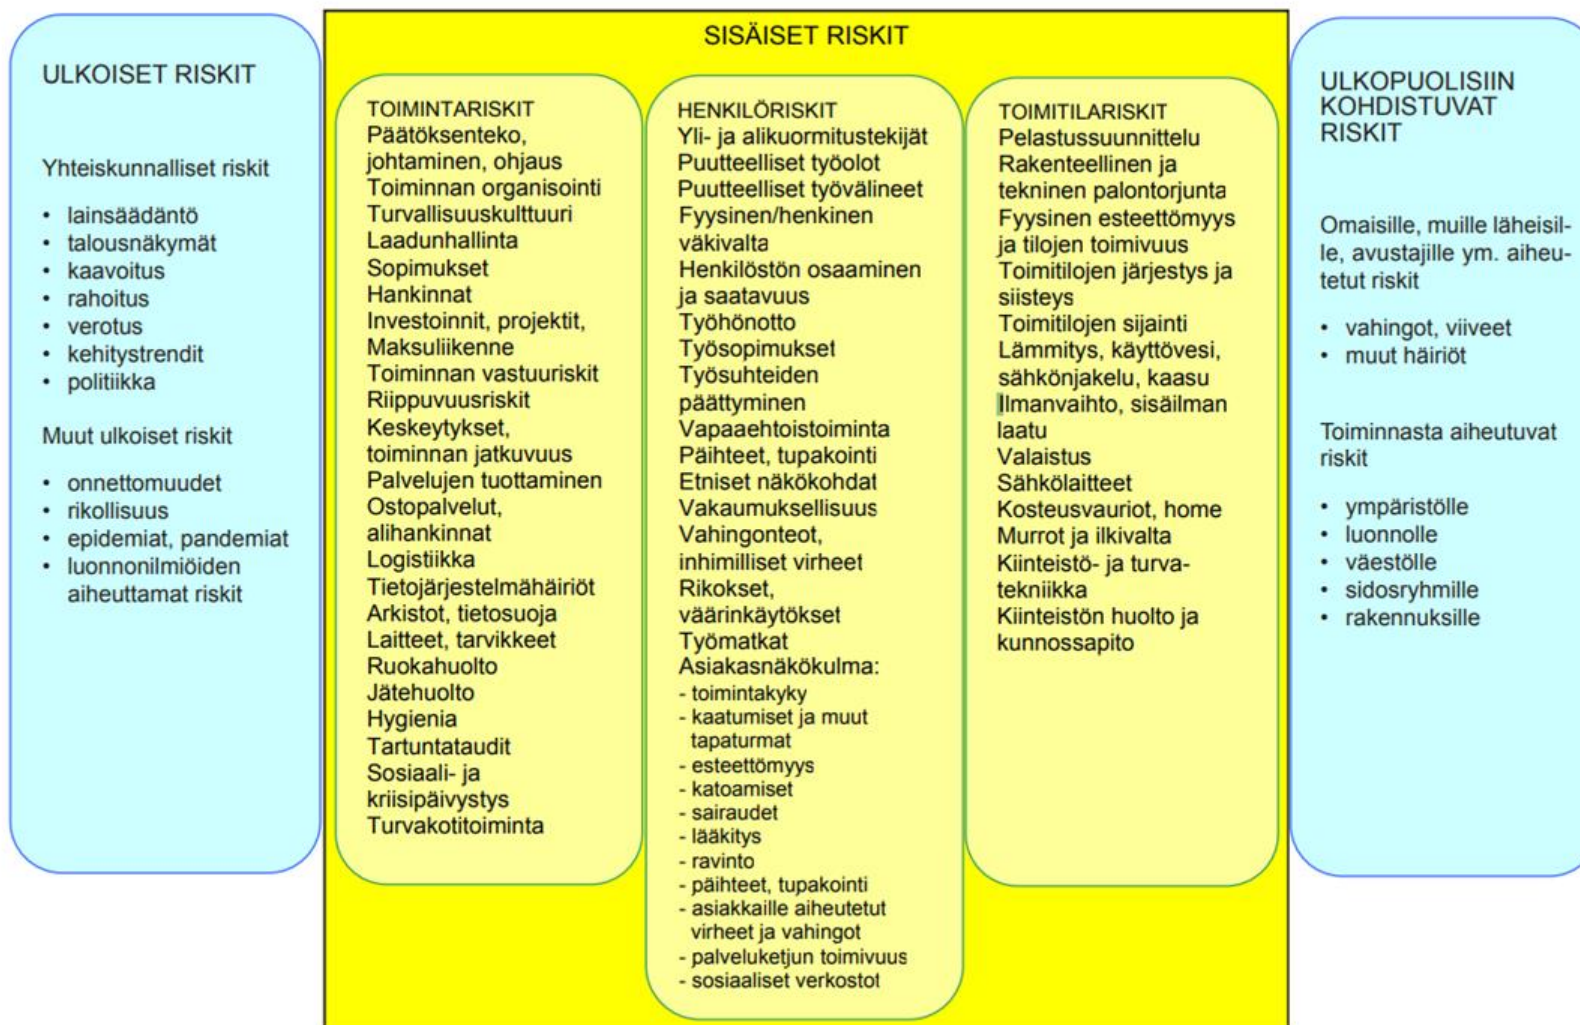 ULKOISET RISKIT
Yhteiskunnalliset riskit
• lainsäädäntö
• talousnäkymät
• kaavoitus
• rahoitus
• verotus
• kehitystrendit
• politiikka
Muut ulkoiset riskit
• onnettomuudet
• rikollisuus
• epidemiat, pandemiat
• luonnonilmiöiden
aiheuttamat riskit
SISÄISET RISKIT
TOIMINTARISKIT
Päätöksenteko,
johtaminen, ohjaus
Toiminnan organisointi
Turvallisuuskulttuuri
Laadunhallinta
Sopimukset
Hankinnat
Investoinnit, projektit,
Maksuliikenne
Toiminnan vastuuriskit
Riippuvuusriskit
Keskeytykset,
toiminnan jatkuvuus
Palvelujen tuottaminen
Ostopalvelut,
alihankinnat
Logistiikka
Tietojärjestelmähäiriöt
Arkistot, tietosuoja
Laitteet, tarvikkeet
Ruokahuolto
Jätehuolto
Hygienia
Tartuntataudit
Sosiaali- ja
kriisipäivystys
Turvakotitoiminta
HENKILÖRISKIT
Yli- ja alikuormitustekijät
Puutteelliset työolot
Puutteelliset työvälineet
Fyysinen/henkinen
väkivalta
Henkilöstön osaaminen
ja saatavuus
Työhönotto
Työsopimukset
Työsuhteiden
päättyminen
Vapaaehtoistoiminta
Päihteet, tupakointi
Etniset näkökohdat
Vakaumuksellisuus
Vahingonteot,
inhimilliset virheet
Rikokset,
väärinkäytökset
Työmatkat
Asiakasnäkökulma:
- toimintakyky
- kaatumiset ja muut
tapaturmat
- esteettömyys
- katoamiset
- sairaudet
- lääkitys
- ravinto
- päihteet, tupakointi
- asiakkaille aiheutetut
virheet ja vahingot
- palveluketjun toimivuus
- sosiaaliset verkostot
TOIMITILARISKIT
Pelastussuunnittelu
Rakenteellinen ja
tekninen palontorjunta
Fyysinen esteettömyys
ja tilojen toimivuus
Toimitilojen järjestys ja
siisteys
Toimitilojen sijainti
Lämmitys, käyttövesi,
sähkönjakelu, kaasu
Ilmanvaihto, sisäilman
laatu
Valaistus
Sähkölaitteet
Kosteusvauriot, home
Murrot ja ilkivalta
Kiinteistö- ja turva-
tekniikka
Kiinteistön huolto ja
kunnossapito
ULKOPUOLISIIN
KOHDISTUVAT
RISKIT
Omaisille, muille läheisil-
le, avustajille ym. aiheu-
tetut riskit
• vahingot, viiveet
• muut häiriöt
Toiminnasta aiheutuvat
riskit
• ympäristölle
• luonnolle
• väestölle
• sidosryhmille
• rakennuksille